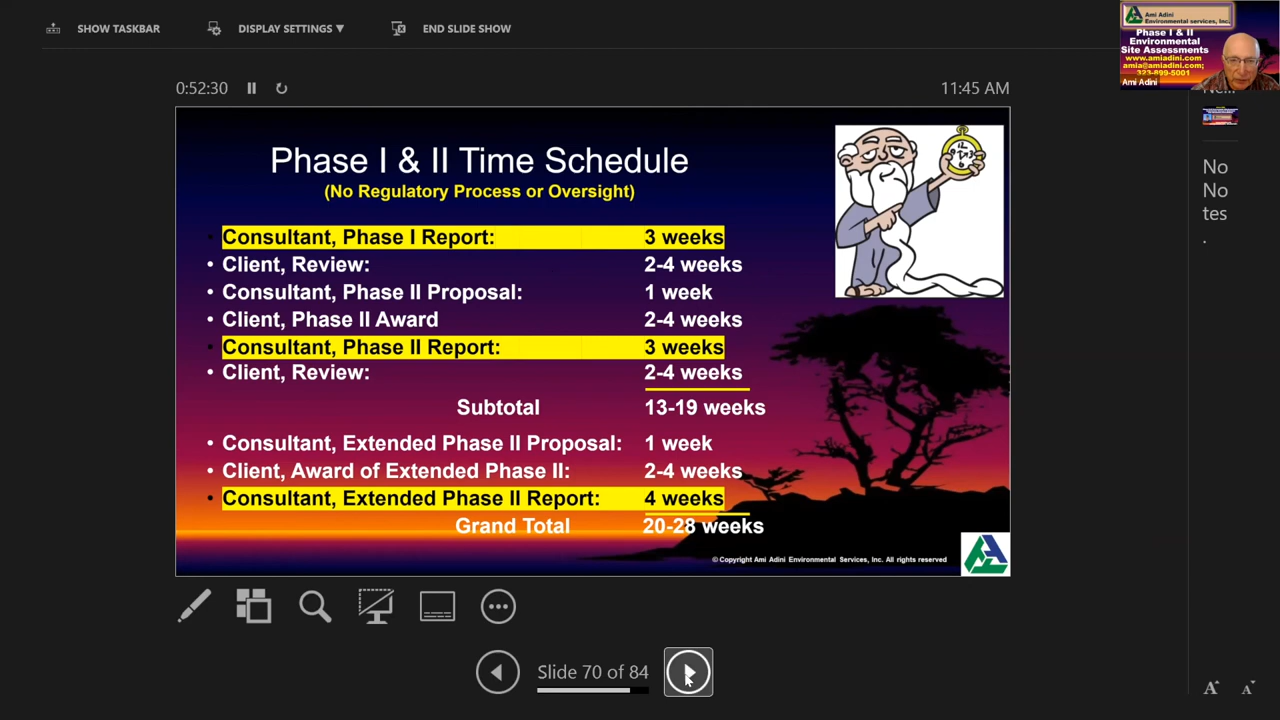 SHOW TASKBAR
DISPLAY SETTINGS ▼
END SLIDE SHOW
Ami Adini
Environmental services, Inc.
Phase I & II
Environmental
Site Assessments
www.amiadini.com
amia@amiadini.com;
323-899-5001
Ami Adini
0:52:30
11:45 AM
Phase I & II Time Schedule
(No Regulatory Process or Oversight)
• Consultant, Phase I Report: 3 weeks
• Client, Review: 2-4 weeks
• Consultant, Phase II Proposal: 1 week
• Client, Phase II Award 2-4 weeks
• Consultant, Phase II Report: 3 weeks
• Client, Review: 2-4 weeks
Subtotal 13-19 weeks
• Consultant, Extended Phase II Proposal: 1 week
• Client, Award of Extended Phase II: 2-4 weeks
• Consultant, Extended Phase II Report: 4 weeks
Grand Total 20-28 weeks
© Copyright Ami Adini Environmental Services, Inc. All rights reserved
No
No
tes
.
Slide 70 of 84
A A